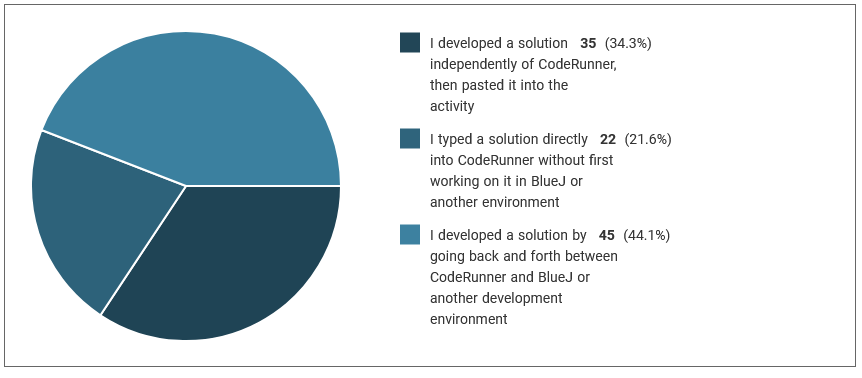 I developed a solution 35 (34.3%)
independently of CodeRunner,
then pasted it into the
activity
I typed a solution directly 22 (21.6%)
into CodeRunner without first
working on it in BlueJ or
another environment
I developed a solution by 45 (44.1%)
going back and forth between
CodeRunner and BlueJ or
another development
environment